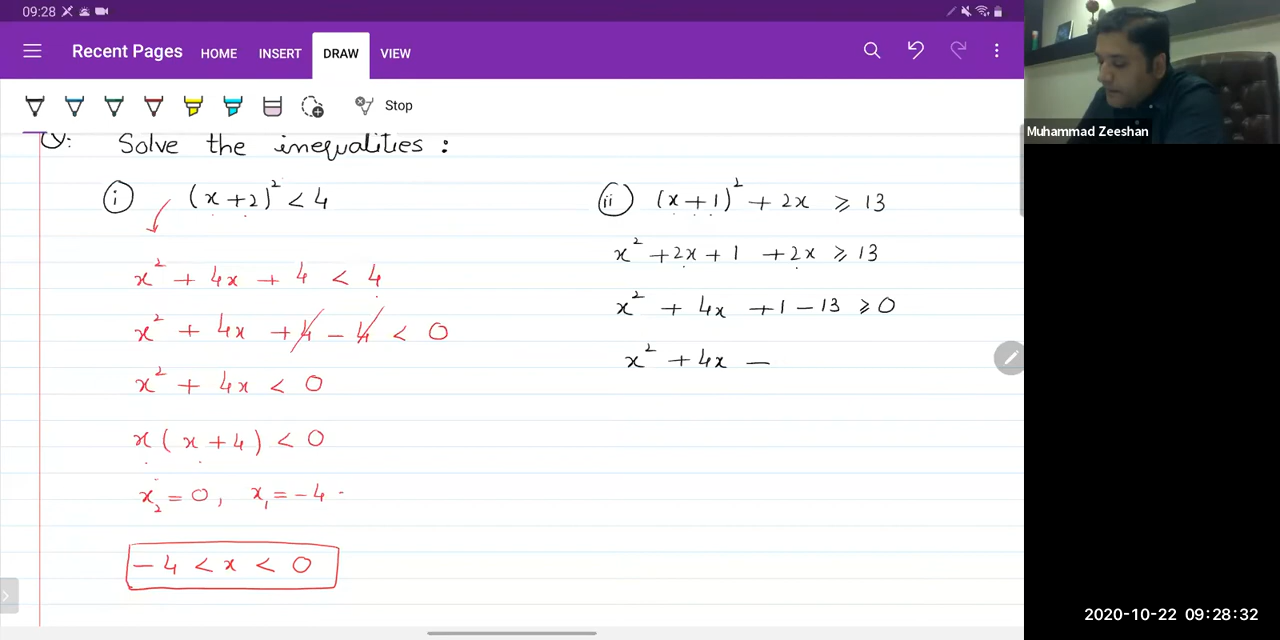 09:28
Recent Pages HOME INSERT DRAW VIEW
Stop
Muhammad Zeeshan
Q: Solve the inequalities :
i (x + 2)² < 4
x² + 4x + 4 < 4
x² + 4x + 4 − 4 < 0
x² + 4x < 0
x ( x + 4 ) < 0
x₂ = 0 , x₁ = −4
−4 < x < 0
ii (x + 1)² + 2x ⩾ 13
x² + 2x + 1 + 2x ⩾ 13
x² + 4x + 1 − 13 ⩾ 0
x² + 4x −
2020-10-22 09:28:32